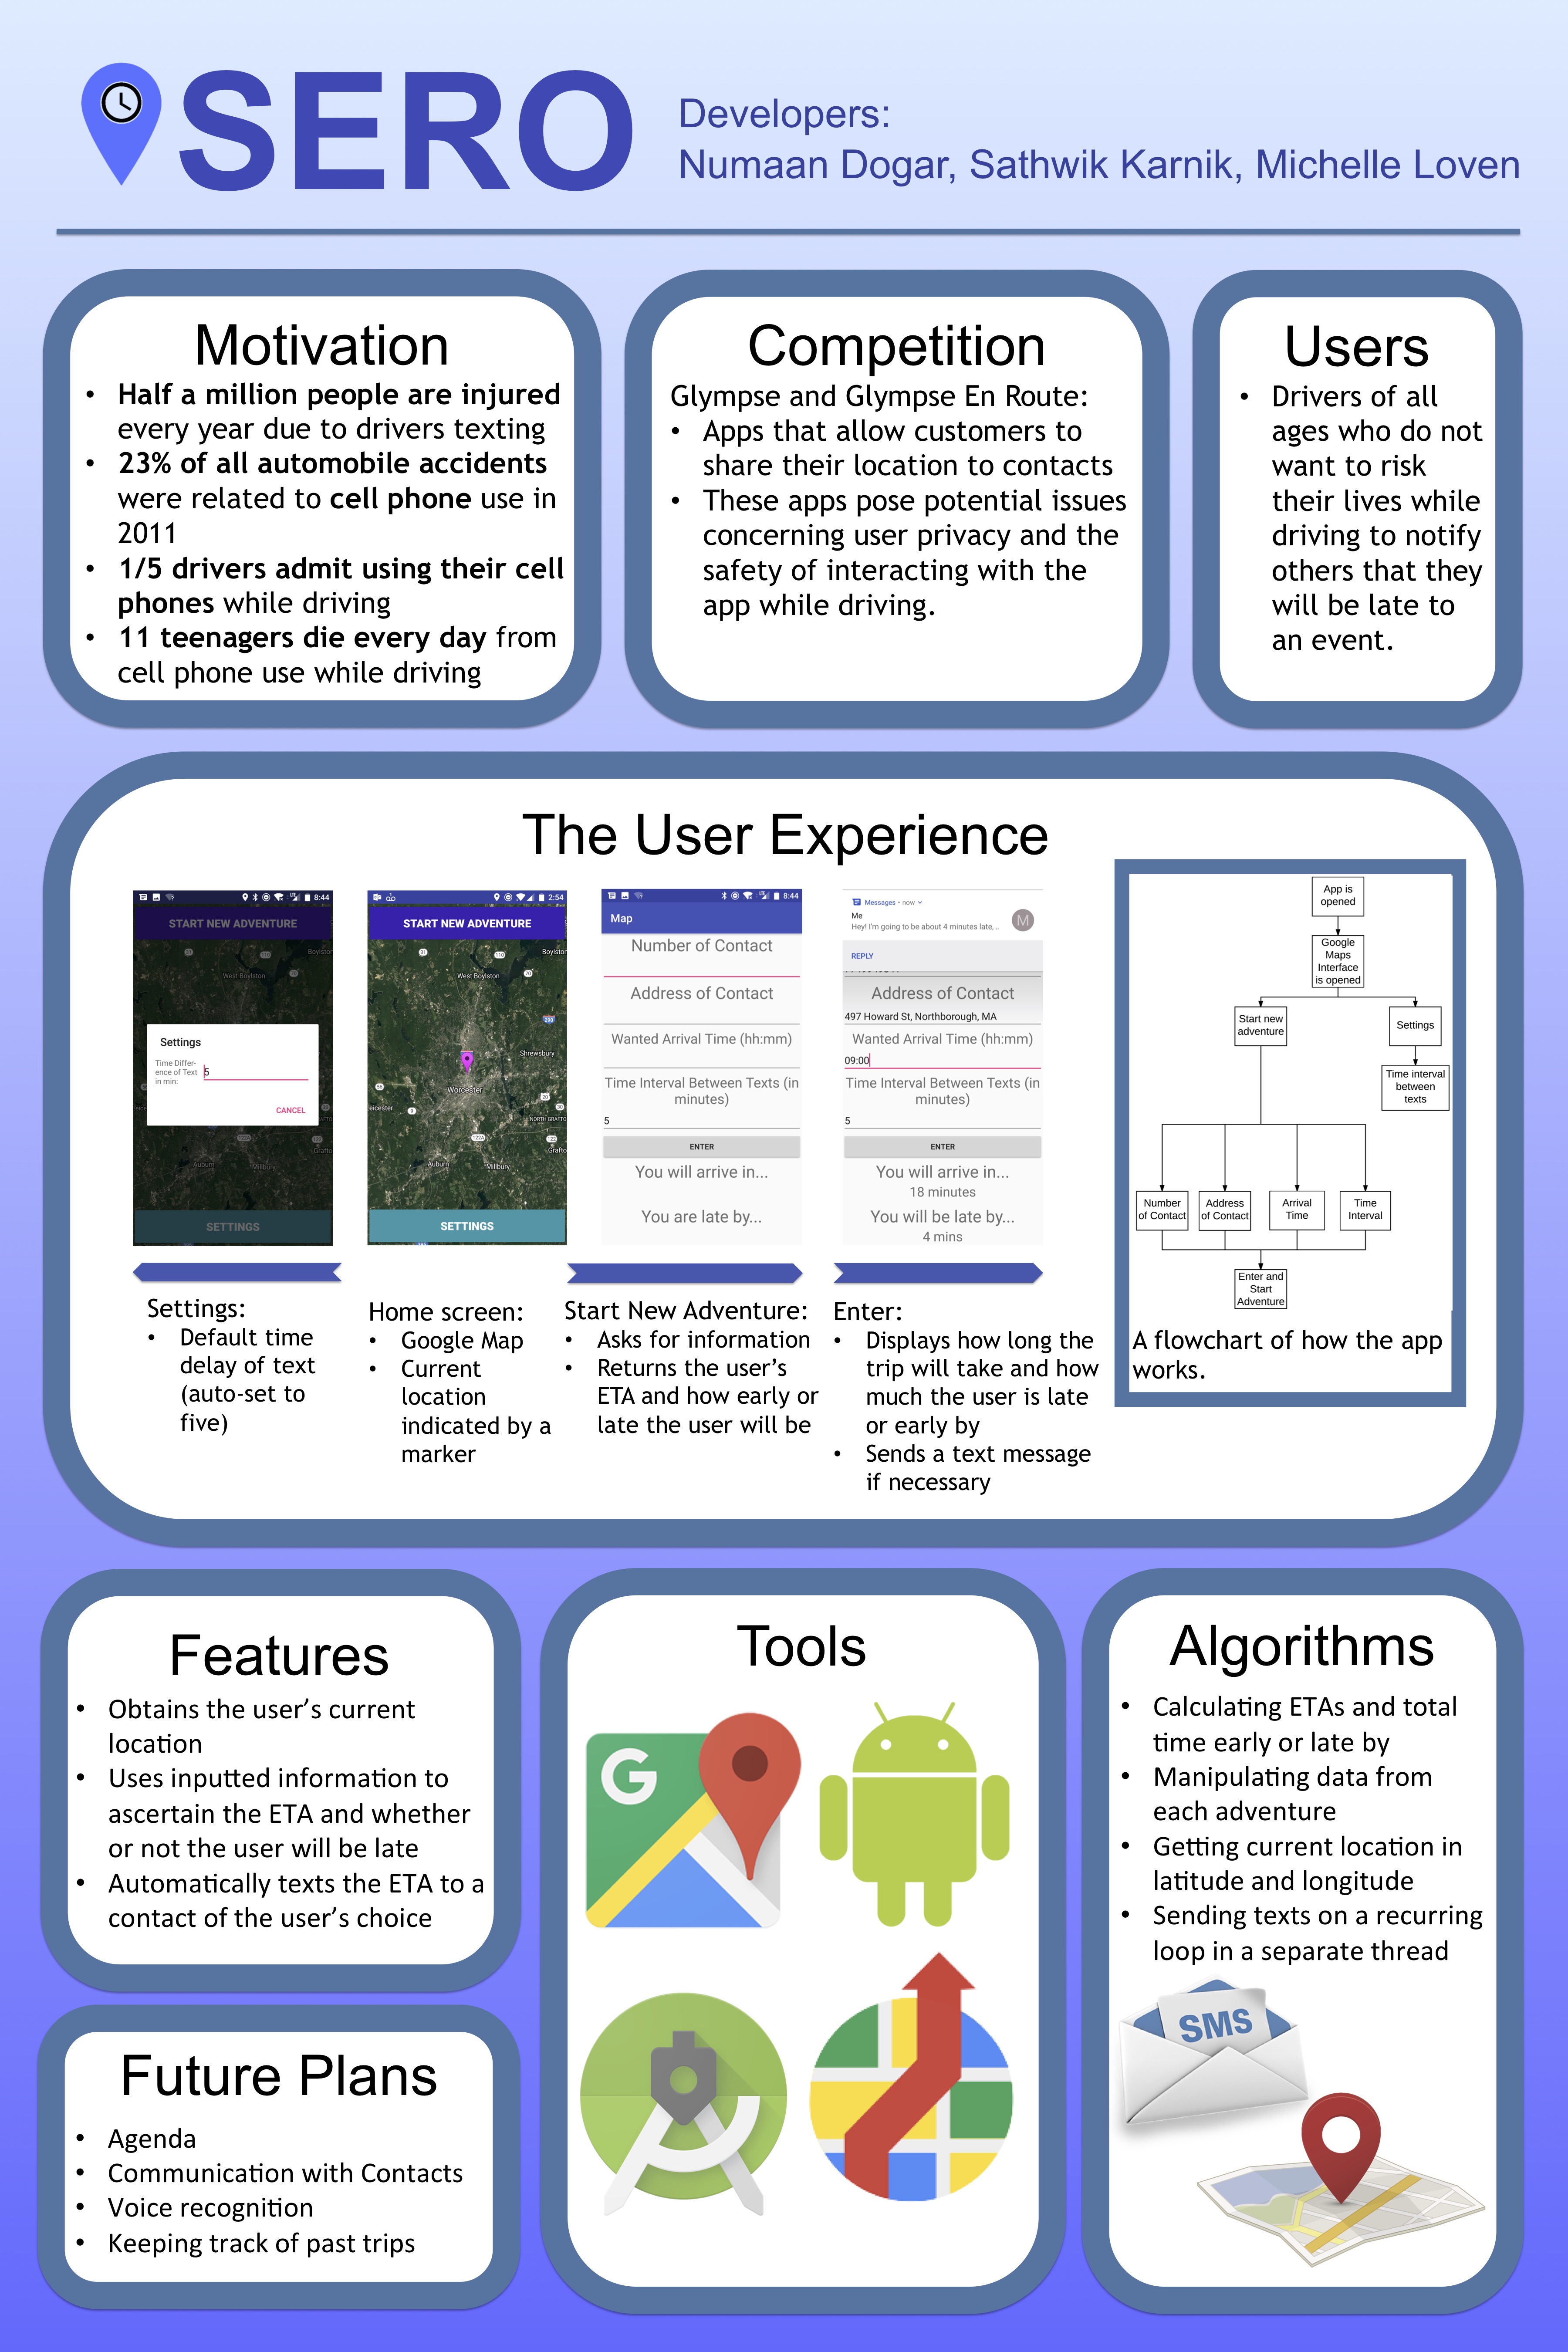 SERO
Developers:
Numaan Dogar, Sathwik Karnik, Michelle Loven
Motivation
• Half a million people are injured
every year due to drivers texting
• 23% of all automobile accidents
were related to cell phone use in
2011
• 1/5 drivers admit using their cell
phones while driving
• 11 teenagers die every day from
cell phone use while driving
Competition
Glympse and Glympse En Route:
• Apps that allow customers to
share their location to contacts
• These apps pose potential issues
concerning user privacy and the
safety of interacting with the
app while driving.
Users
• Drivers of all
ages who do not
want to risk
their lives while
driving to notify
others that they
will be late to
an event.
The User Experience
8:44
START NEW ADVENTURE
West Boylston
Settings
Time Differ-
ence of Text
in min:
5
CANCEL
Auburn
Millbury
SETTINGS
2:54
START NEW ADVENTURE
Boylston
West Boylston
290
Shrewsbury
Worcester
eicester
NORTH GRAFTO
122A
122
Grafto
Auburn
Millbury
SETTINGS
8:44
Map
Number of Contact
Address of Contact
Wanted Arrival Time (hh:mm)
Time Interval Between Texts (in
minutes)
5
ENTER
You will arrive in...
You are late by...
Messages • now
Me
Hey! I'm going to be about 4 minutes late, ..
M
REPLY
Address of Contact
497 Howard St, Northborough, MA
Wanted Arrival Time (hh:mm)
09:00
Time Interval Between Texts (in
minutes)
5
ENTER
You will arrive in...
18 minutes
You will be late by...
4 mins
Settings:
• Default time
delay of text
(auto-set to
five)
Home screen:
• Google Map
• Current
location
indicated by a
marker
Start New Adventure:
• Asks for information
• Returns the user's
ETA and how early or
late the user will be
Enter:
• Displays how long the
trip will take and how
much the user is late
or early by
• Sends a text message
if necessary
App is
opened
Google
Maps
Interface
is opened
Start new
adventure
Settings
Time interval
between
texts
Number
of Contact
Address
of Contact
Arrival
Time
Time
Interval
Enter and
Start
Adventure
A flowchart of how the app
works.
Features
• Obtains the user's current
location
• Uses inputted information to
ascertain the ETA and whether
or not the user will be late
• Automatically texts the ETA to a
contact of the user's choice
Future Plans
• Agenda
• Communication with Contacts
• Voice recognition
• Keeping track of past trips
Tools
G
Algorithms
• Calculating ETAs and total
time early or late by
• Manipulating data from
each adventure
• Getting current location in
latitude and longitude
• Sending texts on a recurring
loop in a separate thread
SMS